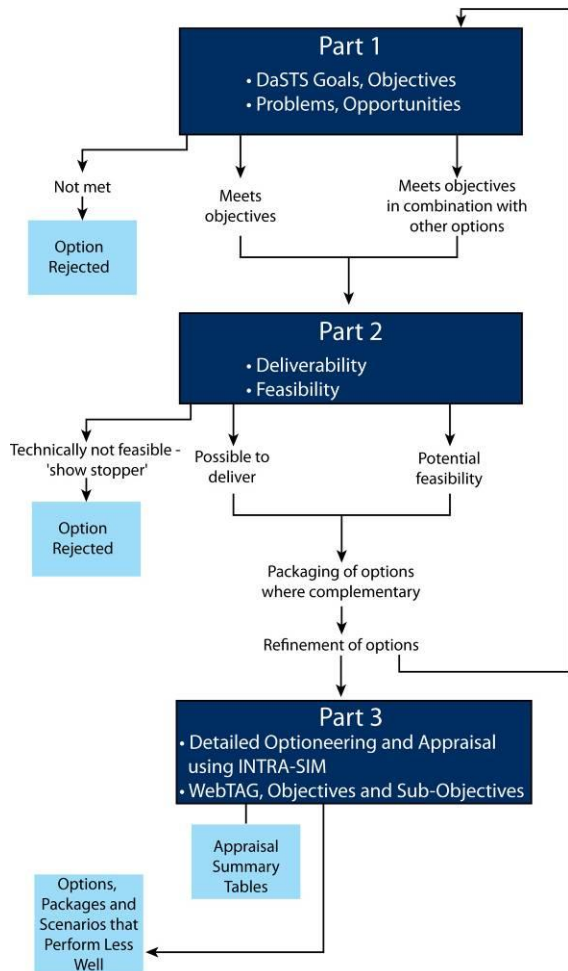 Part 1
• DaSTS Goals, Objectives
• Problems, Opportunities
Not met
Meets
objectives
Meets objectives
in combination with
other options
Option
Rejected
Part 2
• Deliverability
• Feasibility
Technically not feasible -
'show stopper'
Possible to
deliver
Potential
feasibility
Option
Rejected
Packaging of options
where complementary
Refinement of options
Part 3
• Detailed Optioneering and Appraisal
using INTRA-SIM
• WebTAG, Objectives and Sub-Objectives
Appraisal
Summary
Tables
Options,
Packages and
Scenarios that
Perform Less
Well